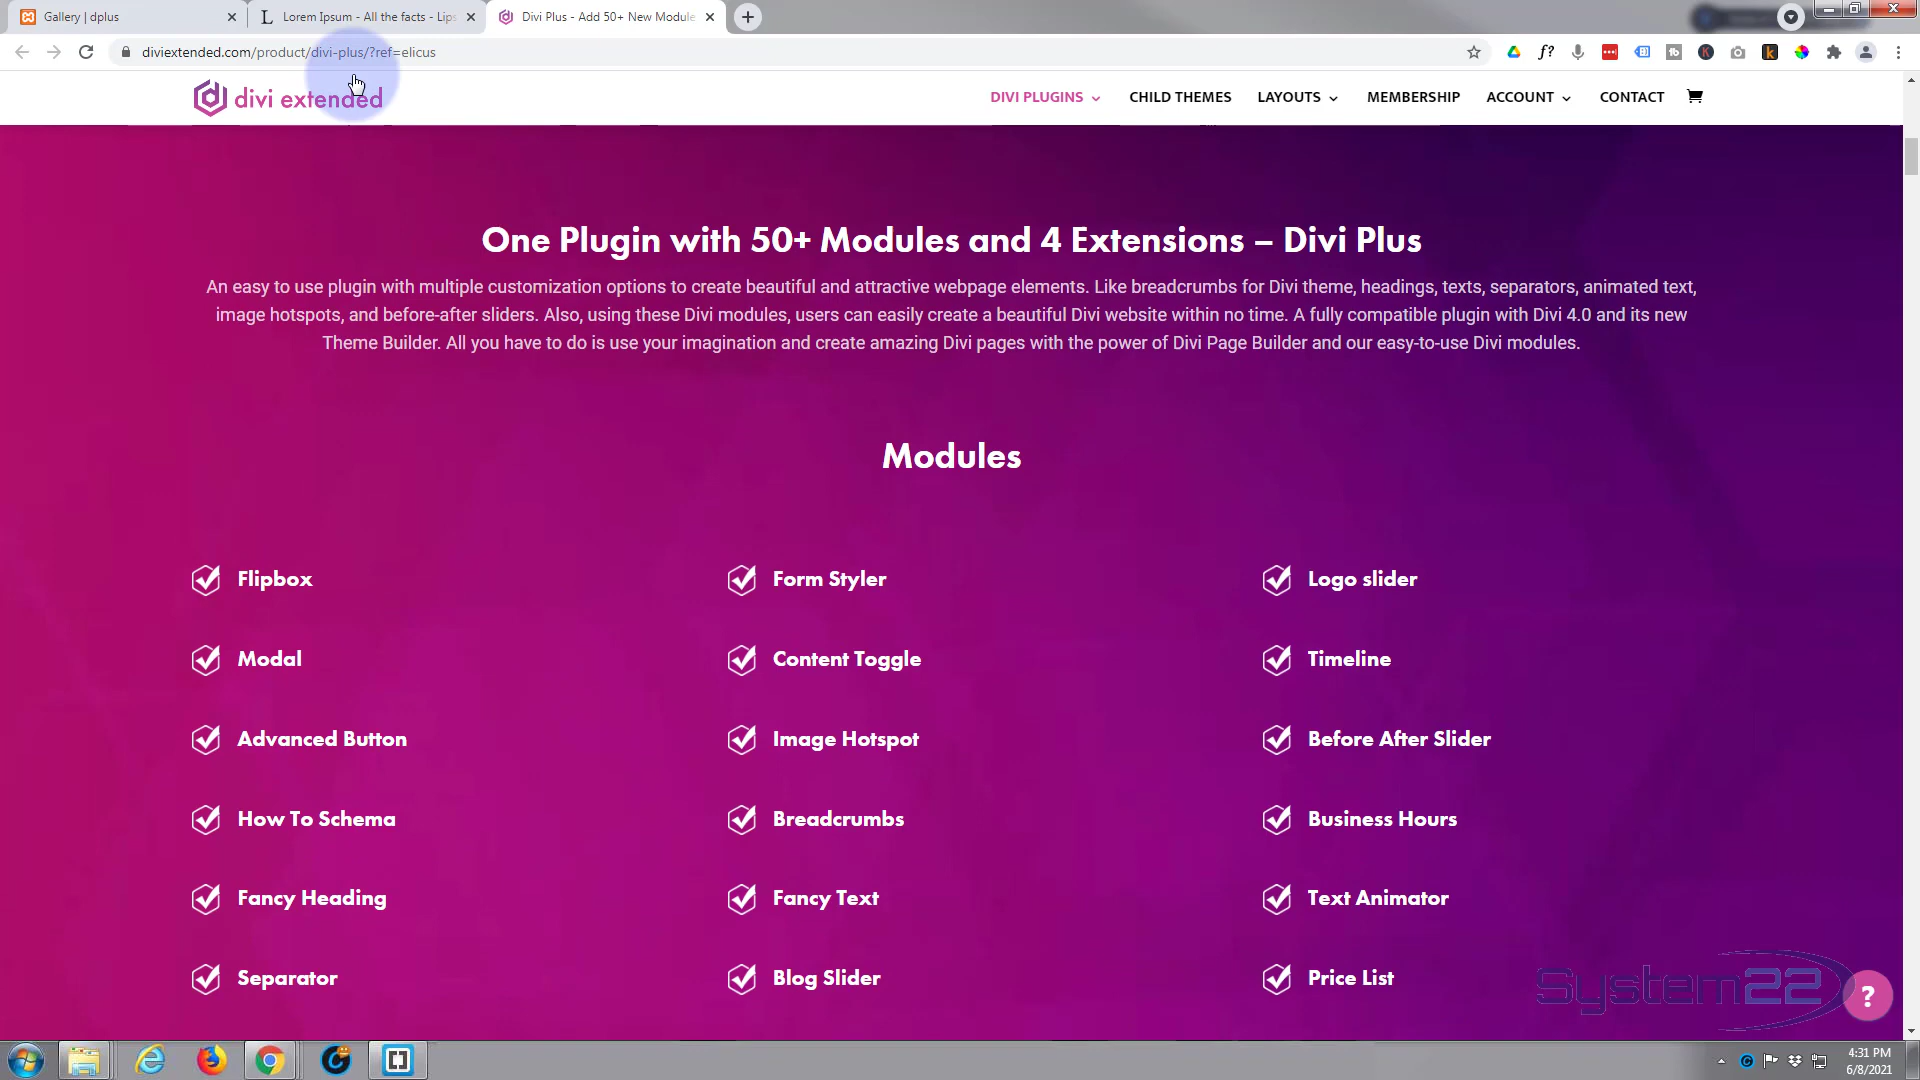 Gallery | dplus
Lorem Ipsum - All the facts - Lips
Divi Plus - Add 50+ New Module
diviextended.com/product/divi-plus/?ref=elicus
divi extended
DIVI PLUGINS
CHILD THEMES
LAYOUTS
MEMBERSHIP
ACCOUNT
CONTACT
One Plugin with 50+ Modules and 4 Extensions – Divi Plus
An easy to use plugin with multiple customization options to create beautiful and attractive webpage elements. Like breadcrumbs for Divi theme, headings, texts, separators, animated text,
image hotspots, and before-after sliders. Also, using these Divi modules, users can easily create a beautiful Divi website within no time. A fully compatible plugin with Divi 4.0 and its new
Theme Builder. All you have to do is use your imagination and create amazing Divi pages with the power of Divi Page Builder and our easy-to-use Divi modules.
Modules
Flipbox
Form Styler
Logo slider
Modal
Content Toggle
Timeline
Advanced Button
Image Hotspot
Before After Slider
How To Schema
Breadcrumbs
Business Hours
Fancy Heading
Fancy Text
Text Animator
Separator
Blog Slider
Price List
System22
?
4:31 PM
6/8/2021